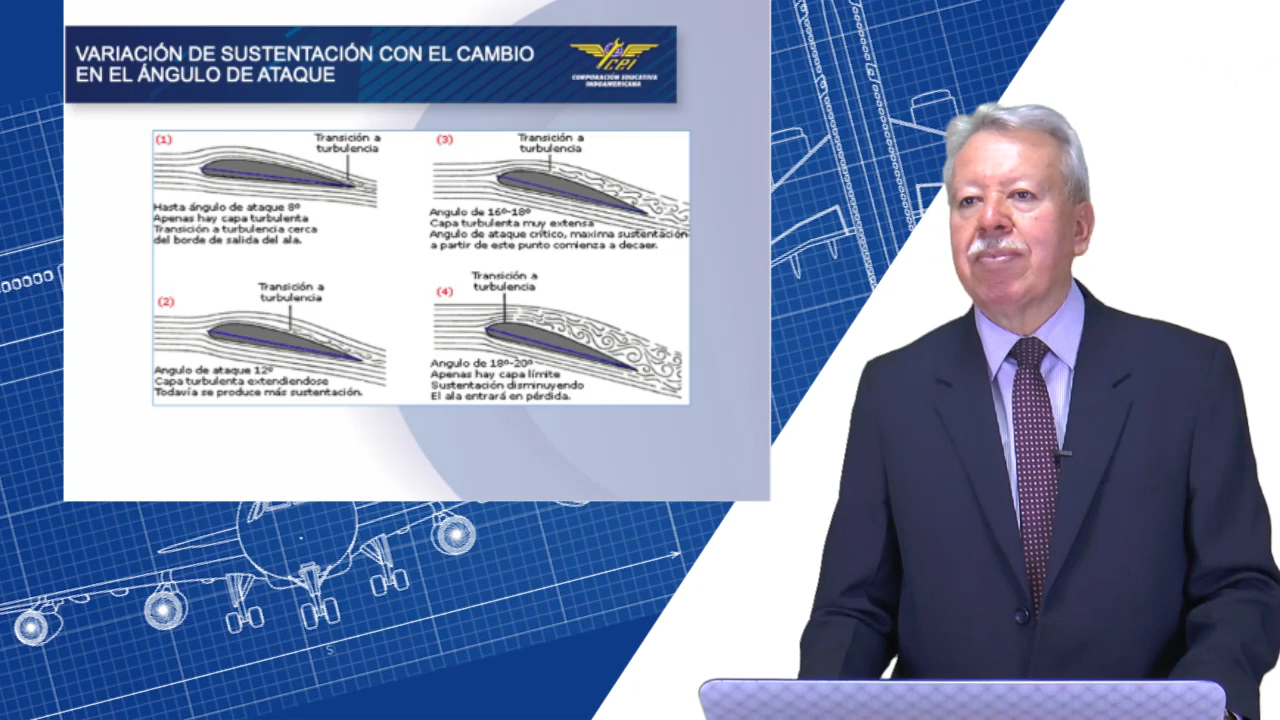 VARIACIÓN DE SUSTENTACIÓN CON EL CAMBIO
EN EL ÁNGULO DE ATAQUE
CORPORACIÓN EDUCATIVA
INDOAMERICANA
(1)
Transición a
turbulencia
Hasta ángulo de ataque 8º
Apenas hay capa turbulenta
Transición a turbulencia cerca
del borde de salida del ala.
(2)
Transición a
turbulencia
Angulo de ataque 12º
Capa turbulenta extendiendose
Todavía se produce más sustentación.
(3)
Transición a
turbulencia
Angulo de 16º-18º
Capa turbulenta muy extensa
Angulo de ataque crítico, maxima sustentación
a partir de este punto comienza a decaer.
(4)
Transición a
turbulencia
Angulo de 18º-20º
Apenas hay capa límite
Sustentación disminuyendo
El ala entrará en pérdida.
S